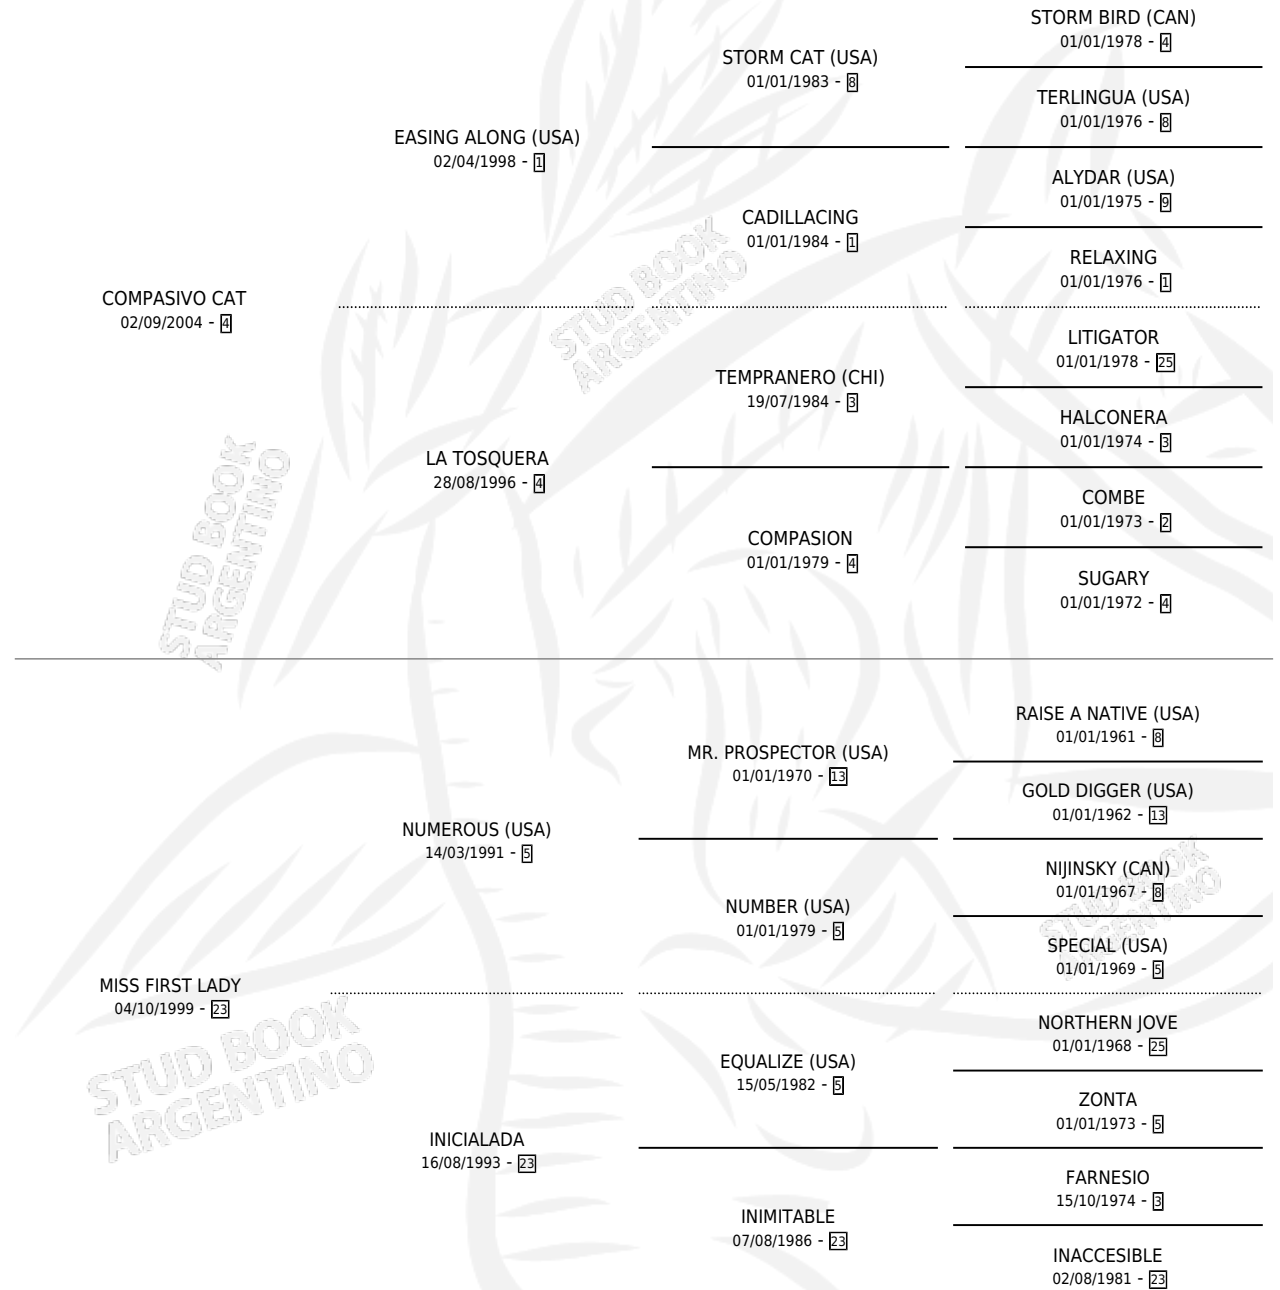 STORM BIRD (CAN)
01/01/1978 - 4
STORM CAT (USA)
01/01/1983 - 8
TERLINGUA (USA)
01/01/1976 - 8
EASING ALONG (USA)
02/04/1998 - 1
ALYDAR (USA)
01/01/1975 - 9
CADILLACING
01/01/1984 - 1
RELAXING
01/01/1976 - 1
COMPASIVO CAT
02/09/2004 - 4
LITIGATOR
01/01/1978 - 25
TEMPRANERO (CHI)
19/07/1984 - 3
HALCONERA
01/01/1974 - 3
LA TOSQUERA
28/08/1996 - 4
COMBE
01/01/1973 - 2
COMPASION
01/01/1979 - 4
SUGARY
01/01/1972 - 4
RAISE A NATIVE (USA)
01/01/1961 - 8
MR. PROSPECTOR (USA)
01/01/1970 - 13
GOLD DIGGER (USA)
01/01/1962 - 13
NUMEROUS (USA)
14/03/1991 - 5
NIJINSKY (CAN)
01/01/1967 - 8
NUMBER (USA)
01/01/1979 - 5
SPECIAL (USA)
01/01/1969 - 5
MISS FIRST LADY
04/10/1999 - 23
NORTHERN JOVE
01/01/1968 - 25
EQUALIZE (USA)
15/05/1982 - 5
ZONTA
01/01/1973 - 5
INICIALADA
16/08/1993 - 23
FARNESIO
15/10/1974 - 3
INIMITABLE
07/08/1986 - 23
INACCESIBLE
02/08/1981 - 23
STUD BOOK
ARGENTINO
STUD BOOK
ARGENTINO
STUD BOOK
ARGENTINO
STUD BOOK
ARGENTINO